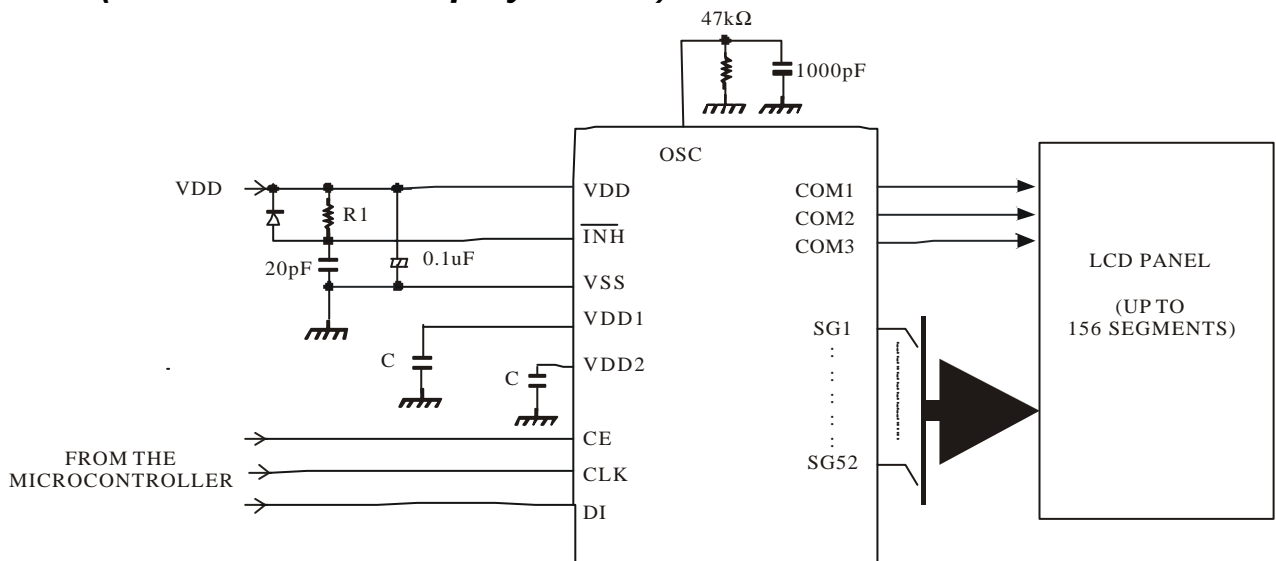 47kΩ
1000pF
OSC
VDD
VDD
R1
INH
20pF
0.1uF
VSS
VDD1
C
VDD2
C
CE
FROM THE
MICROCONTROLLER
CLK
DI
COM1
COM2
COM3
SG1
SG52
LCD PANEL
(UP TO
156 SEGMENTS)